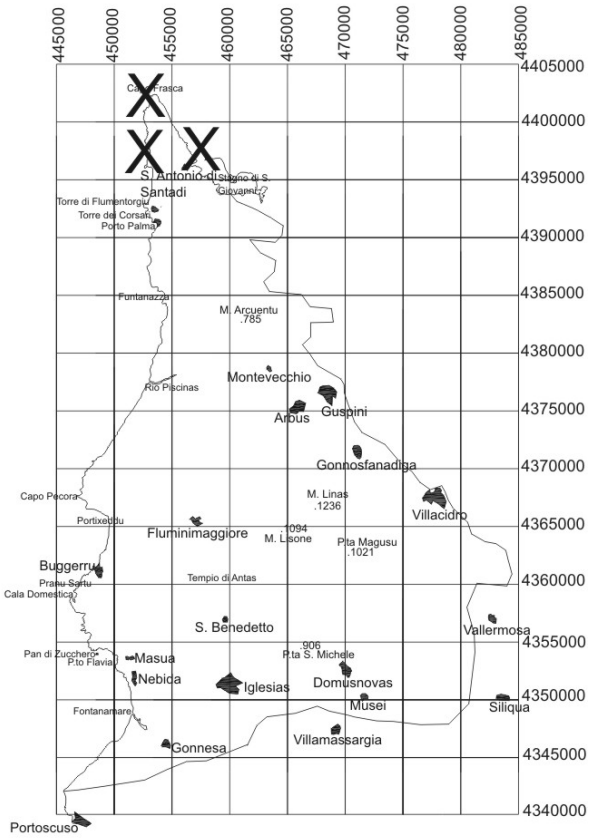 445000 450000 455000 460000 465000 470000 475000 480000 485000
4405000
Capo Frasca
X
4400000
X X
S. Antonio di Santadi
Stagno di S. Giovanni
4395000
Torre di Flumentorgiu
Torre dei Corsari
Porto Palma
4390000
Funtanazza
4385000
M. Arcuentu
.785
4380000
Montevecchio
Rio Piscinas
Guspini
Arbus
4375000
Gonnosfanadiga
4370000
Capo Pecora
M. Linas
.1236
Villacidro
Portixeddu
4365000
Fluminimaggiore
.1094
M. Lisone
P.ta Magusu
.1021
Buggerru
Tempio di Antas
4360000
Pranu Sartu
Cala Domestica
S. Benedetto
Vallermosa
4355000
.906
P.ta S. Michele
Pan di Zucchero
P.to Flavia
Masua
Nebida
Iglesias
Domusnovas
4350000
Musei
Siliqua
Fontanamare
Villamassargia
Gonnesa
4345000
4340000
Portoscuso